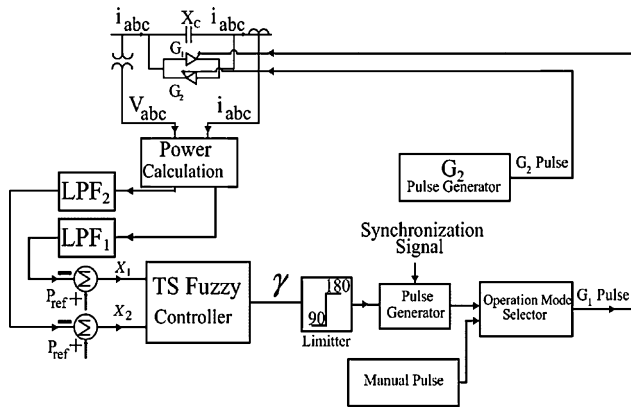 i_abc X_C i_abc
G_1
G_2
V_abc i_abc
Power
Calculation
LPF_2
LPF_1
G_2
Pulse Generator
G_2 Pulse
Synchronization
Signal
P_ref + Σ X_1
P_ref + Σ X_2
TS Fuzzy
Controller
γ
180
90
Limitter
Pulse
Generator
Operation Mode
Selector
G_1 Pulse
Manual Pulse